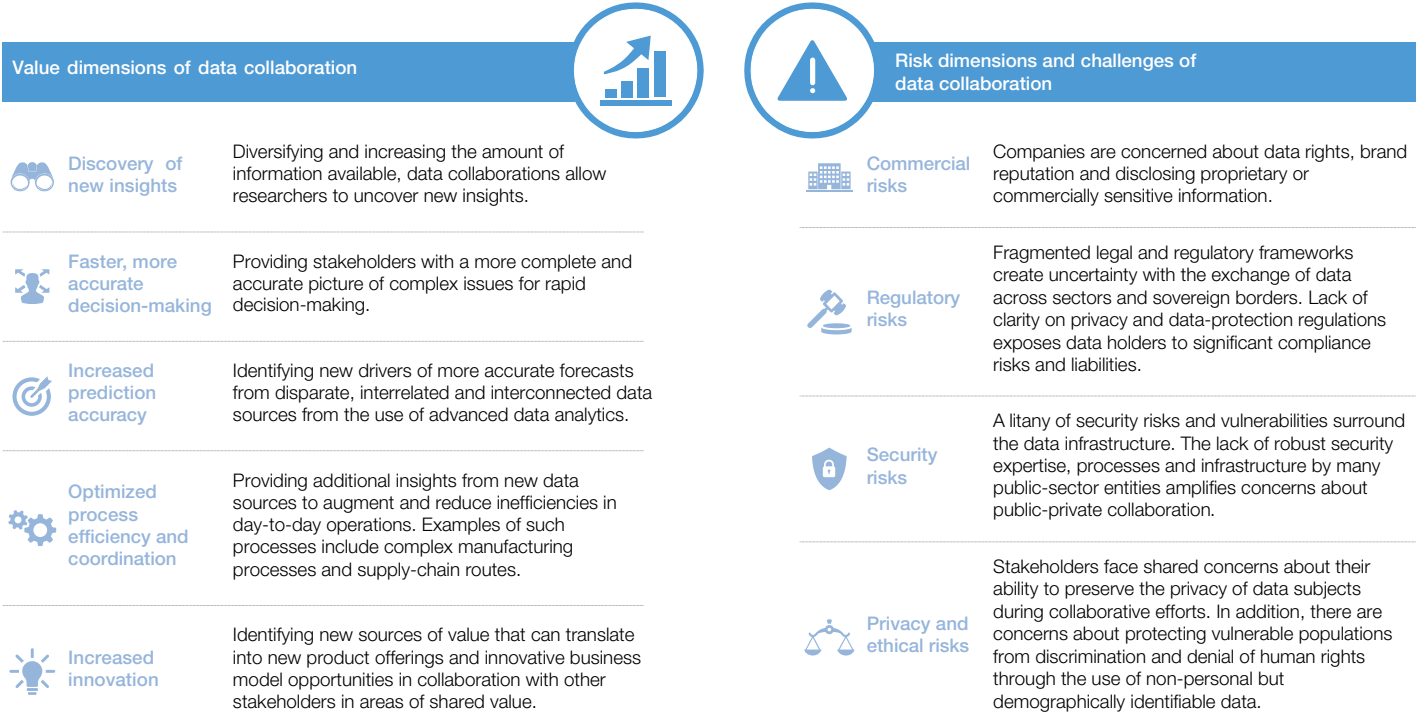 Value dimensions of data collaboration
Discovery of
new insights
Diversifying and increasing the amount of
information available, data collaborations allow
researchers to uncover new insights.
Faster, more
accurate
decision-making
Providing stakeholders with a more complete and
accurate picture of complex issues for rapid
decision-making.
Increased
prediction
accuracy
Identifying new drivers of more accurate forecasts
from disparate, interrelated and interconnected data
sources from the use of advanced data analytics.
Optimized
process
efficiency and
coordination
Providing additional insights from new data
sources to augment and reduce inefficiencies in
day-to-day operations. Examples of such
processes include complex manufacturing
processes and supply-chain routes.
Increased
innovation
Identifying new sources of value that can translate
into new product offerings and innovative business
model opportunities in collaboration with other
stakeholders in areas of shared value.
Risk dimensions and challenges of
data collaboration
Commercial
risks
Companies are concerned about data rights, brand
reputation and disclosing proprietary or
commercially sensitive information.
Regulatory
risks
Fragmented legal and regulatory frameworks
create uncertainty with the exchange of data
across sectors and sovereign borders. Lack of
clarity on privacy and data-protection regulations
exposes data holders to significant compliance
risks and liabilities.
Security
risks
A litany of security risks and vulnerabilities surround
the data infrastructure. The lack of robust security
expertise, processes and infrastructure by many
public-sector entities amplifies concerns about
public-private collaboration.
Privacy and
ethical risks
Stakeholders face shared concerns about their
ability to preserve the privacy of data subjects
during collaborative efforts. In addition, there are
concerns about protecting vulnerable populations
from discrimination and denial of human rights
through the use of non-personal but
demographically identifiable data.